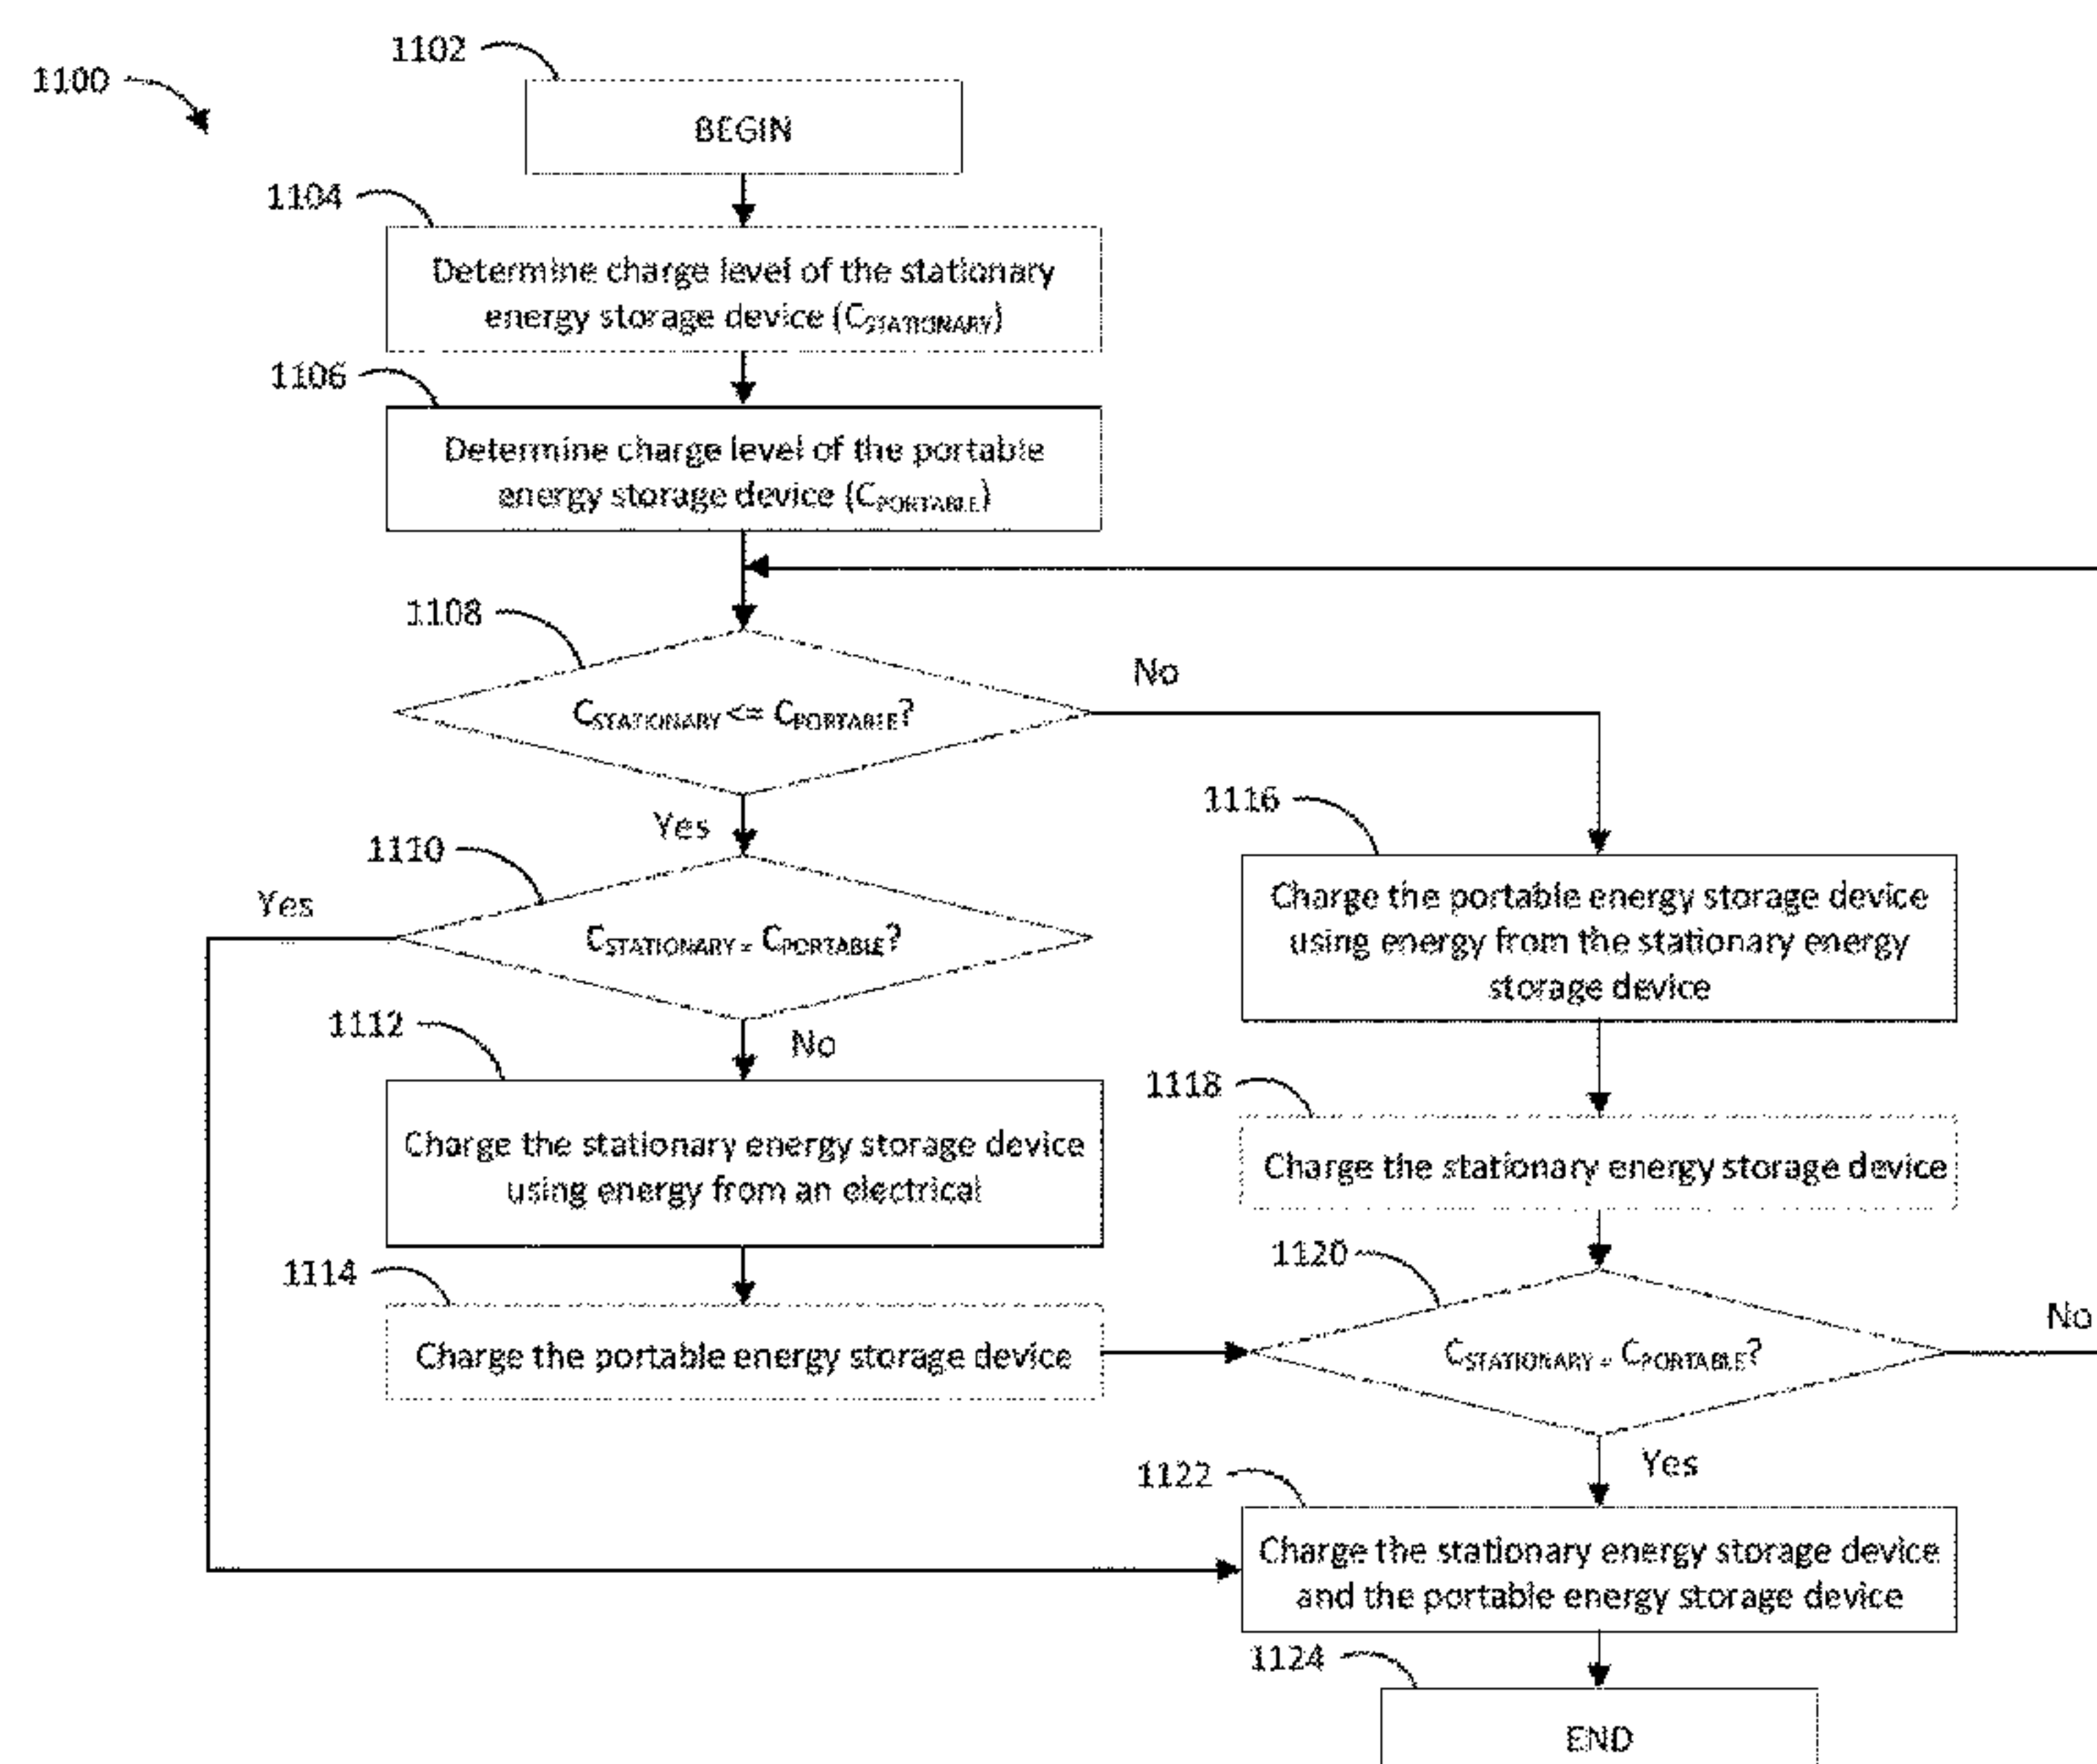 1100
1102
BEGIN
1104
Determine charge level of the stationary
energy storage device (CSTATIONARY)
1106
Determine charge level of the portable
energy storage device (CPORTABLE)
1108
CSTATIONARY <= CPORTABLE?
No
Yes
1110
Yes
CSTATIONARY = CPORTABLE?
No
1112
Charge the stationary energy storage device
using energy from an electrical
1114
Charge the portable energy storage device
1116
Charge the portable energy storage device
using energy from the stationary energy
storage device
1118
Charge the stationary energy storage device
1120
CSTATIONARY = CPORTABLE?
No
Yes
1122
Charge the stationary energy storage device
and the portable energy storage device
1124
END